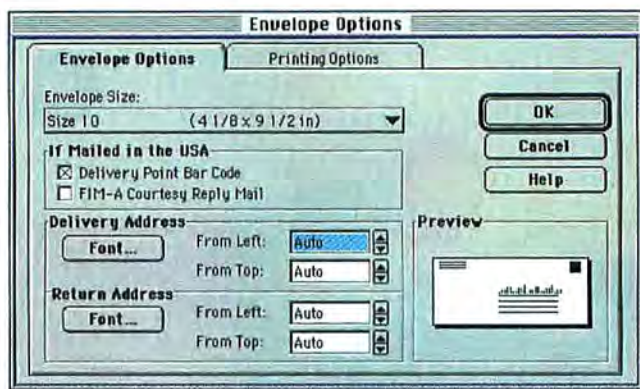 Envelope Options
Envelope Options
Printing Options
Envelope Size:
Size 10 (4 1/8 x 9 1/2 in)
OK
Cancel
Help
If Mailed in the USA
Delivery Point Bar Code
FIM-A Courtesy Reply Mail
Delivery Address
Font...
From Left: Auto
From Top: Auto
Return Address
Font...
From Left: Auto
From Top: Auto
Preview